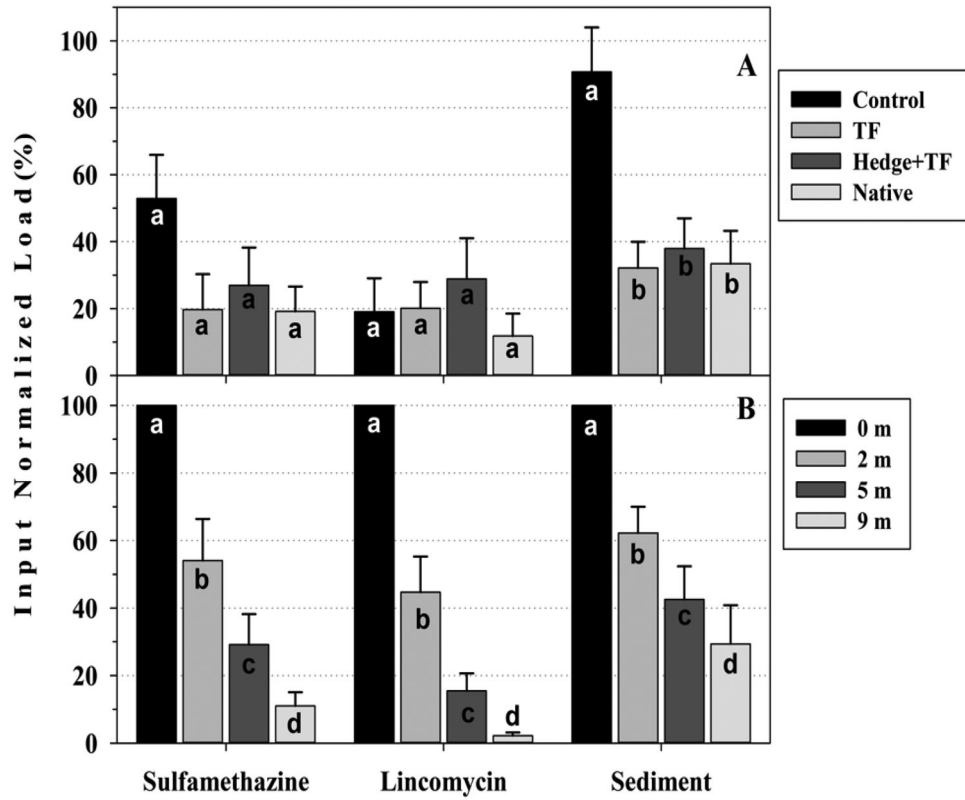 Input Normalized Load(%)
100
80
60
40
20
0
A
a
a
a
a
a
a
a
a
a
b
b
b
Control
TF
Hedge+TF
Native
100
80
60
40
20
0
B
a
b
c
d
a
b
c
d
a
b
c
d
0 m
2 m
5 m
9 m
Sulfamethazine
Lincomycin
Sediment